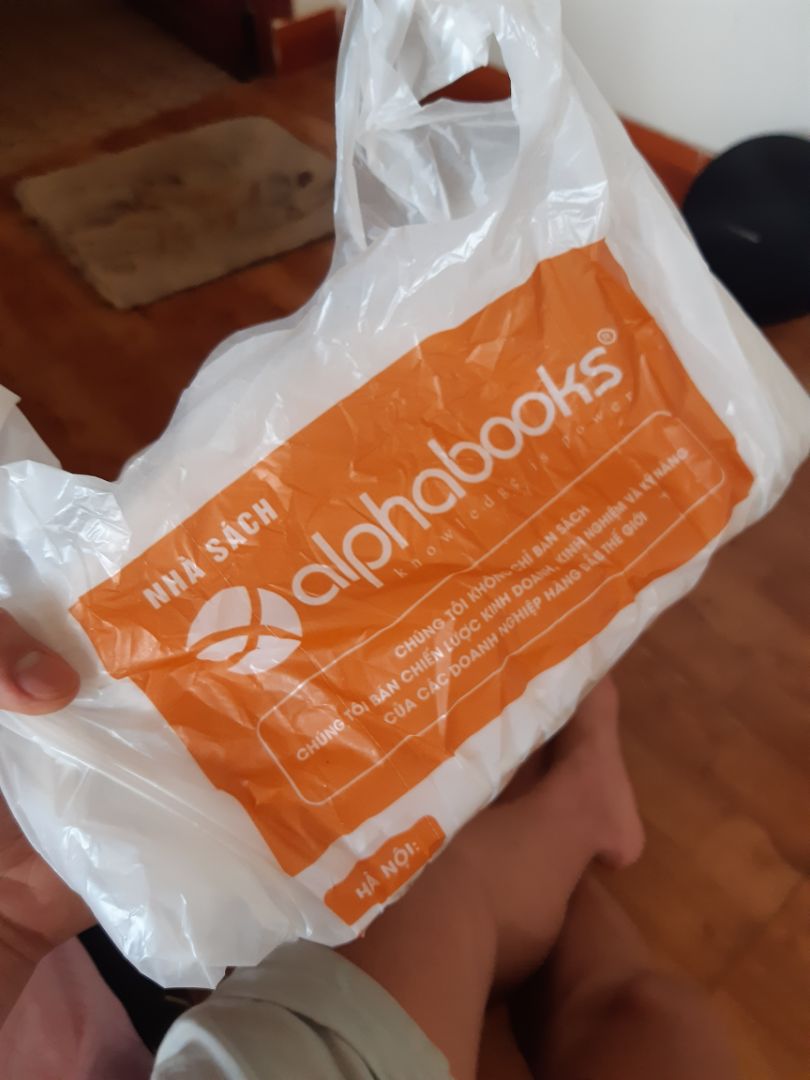 NHÀ SÁCH
alphabooks®
knowledge is power
CHÚNG TÔI KHÔNG CHỈ BÁN SÁCH
CHÚNG TÔI BÁN CHIẾN LƯỢC KINH DOANH, KINH NGHIỆM VÀ KỸ NĂNG
CỦA CÁC DOANH NGHIỆP HÀNG ĐẦU THẾ GIỚI
HÀ NỘI: